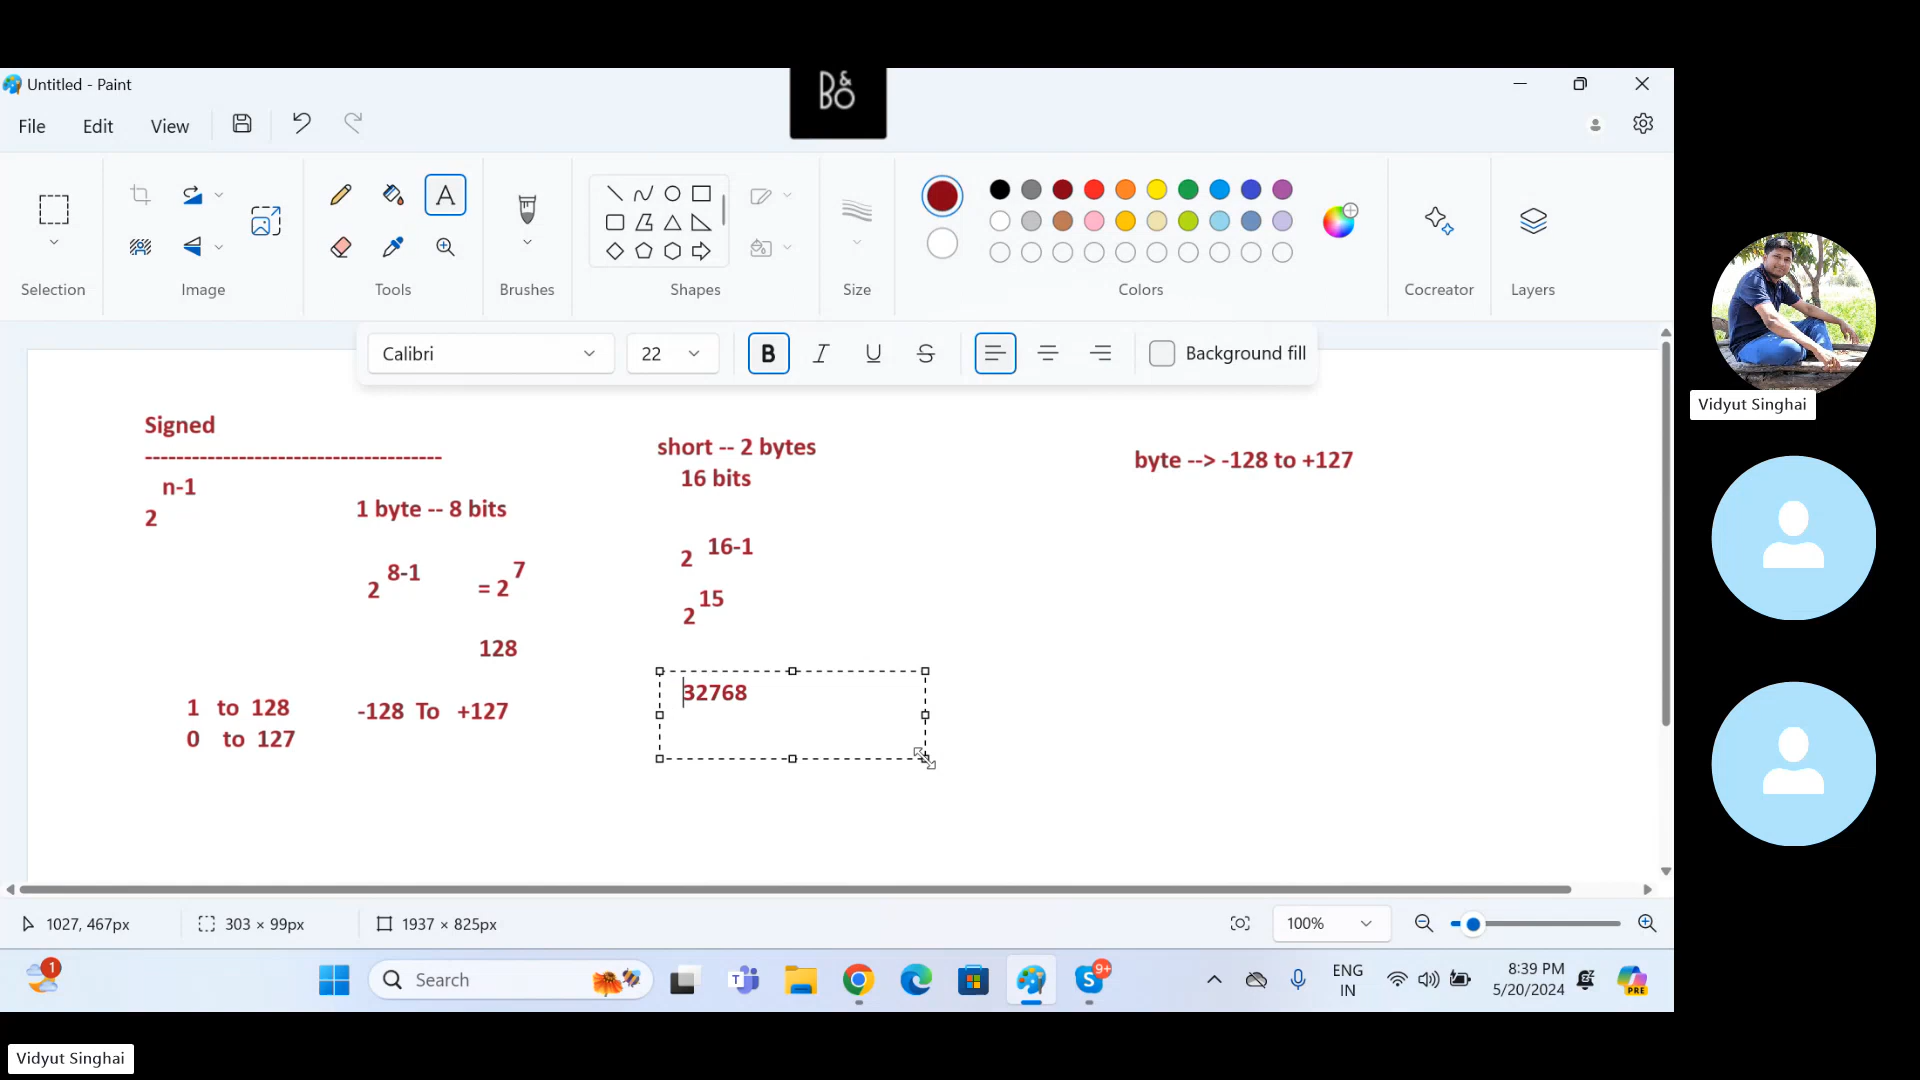 Untitled - Paint
B&O
File Edit View
Selection Image Tools Brushes Shapes Size Colors Cocreator Layers
Calibri 22 B I U S Background fill
Signed
-------------------------------------
n-1
2
1 byte -- 8 bits
8-1
2
7
= 2
128
1 to 128
0 to 127
-128 To +127
short -- 2 bytes
16 bits
16-1
2
15
2
32768
byte --> -128 to +127
1027, 467px 303 × 99px 1937 × 825px 100%
1 Search T S 9+ ENG
IN
8:39 PM
5/20/2024
PRE
Vidyut Singhai
Vidyut Singhai